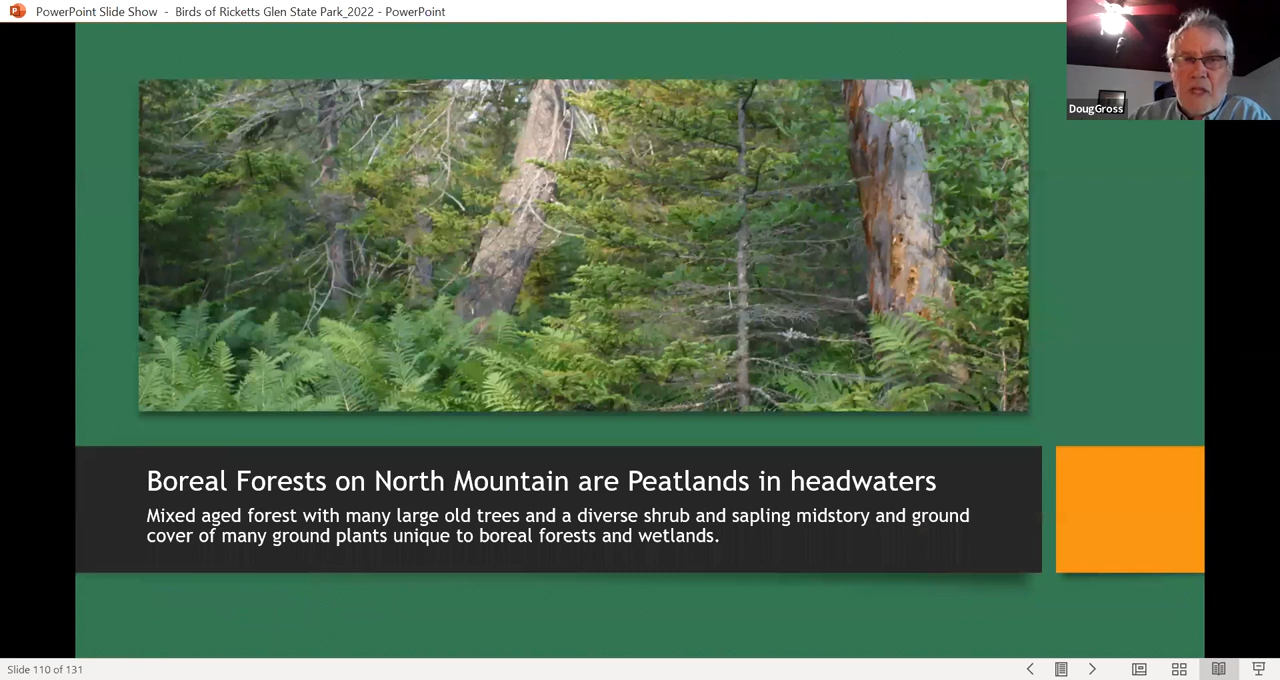 PowerPoint Slide Show - Birds of Ricketts Glen State Park_2022 - PowerPoint
DougGross
Boreal Forests on North Mountain are Peatlands in headwaters
Mixed aged forest with many large old trees and a diverse shrub and sapling midstory and ground
cover of many ground plants unique to boreal forests and wetlands.
Slide 110 of 131